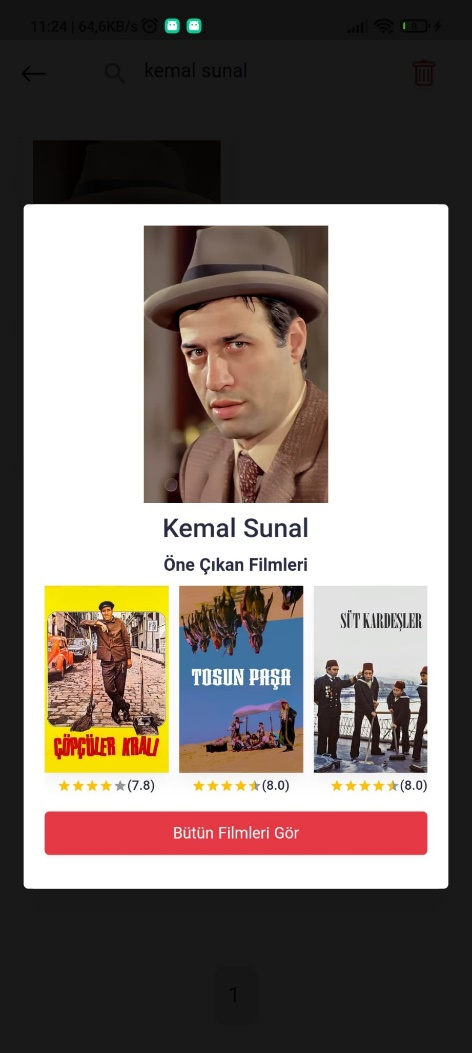 11:24 | 64,6KB/s
8
kemal sunal
Kemal Sunal
Öne Çıkan Filmleri
ÇÖPÇÜLER KRALI
TOSUN PAŞA
SÜT KARDEŞLER
(7.8)
(8.0)
(8.0)
Bütün Filmleri Gör
1